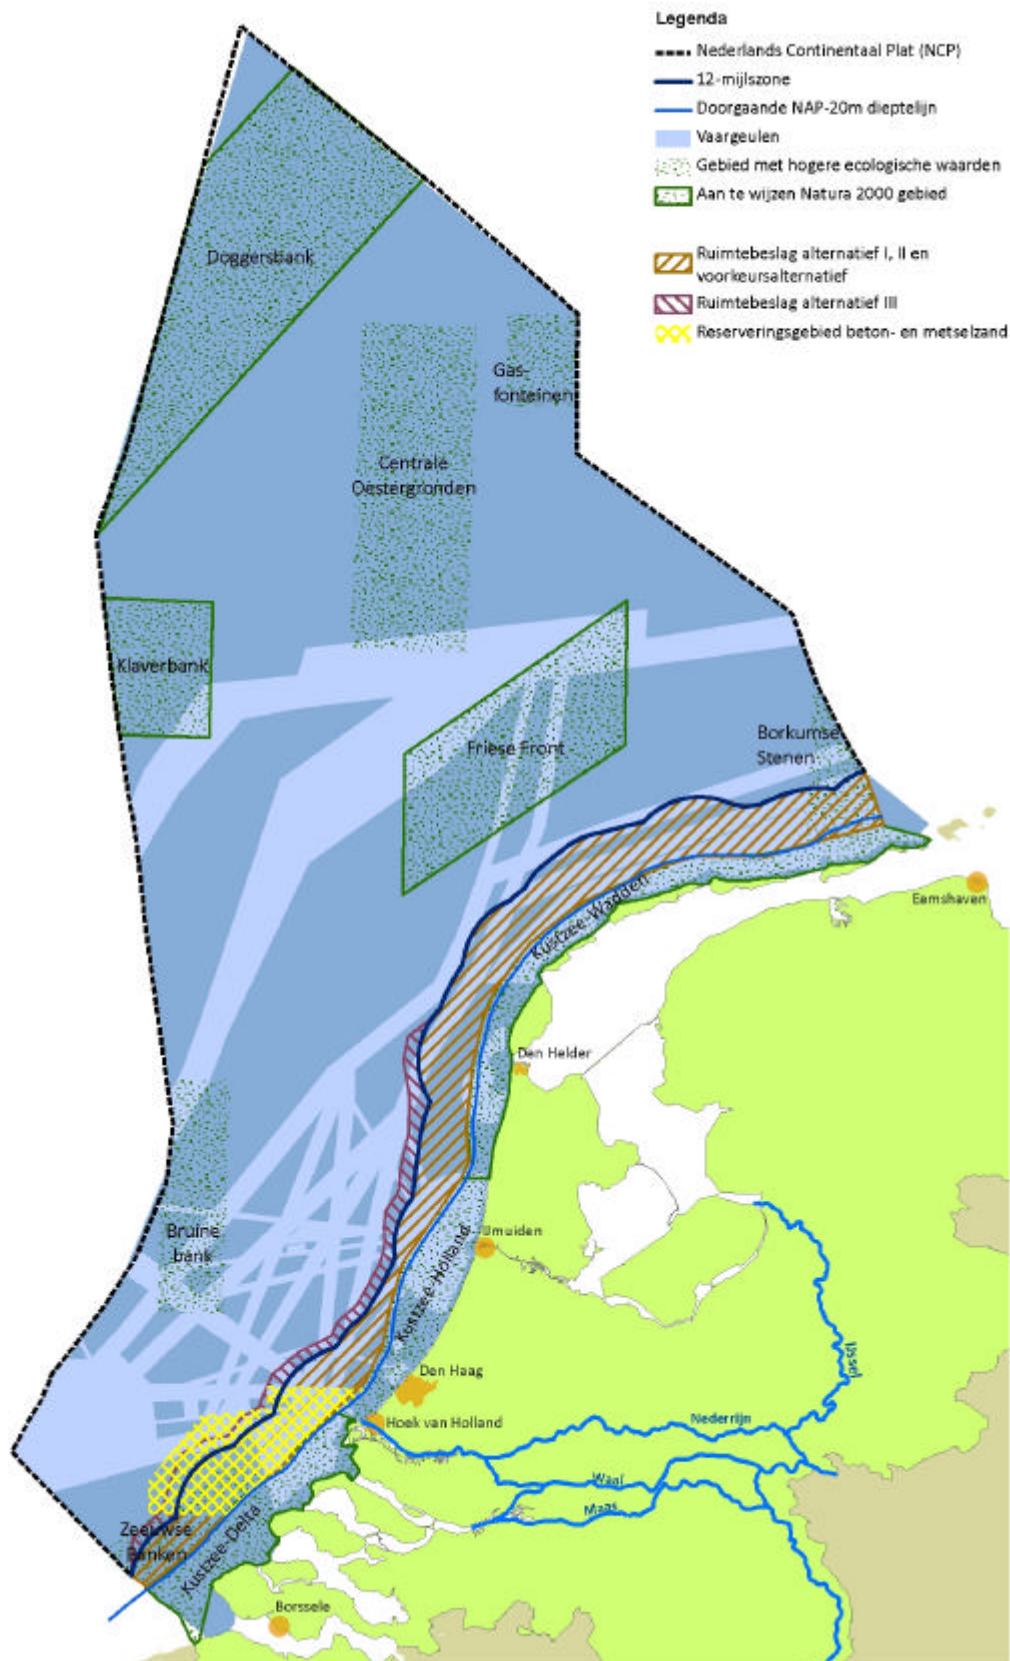 Legenda
Nederlands Continentaal Plat (NCP)
12-mijlszone
Doorgaande NAP-20m dieptelijn
Vaargeulen
Gebied met hogere ecologische waarden
Aan te wijzen Natura 2000 gebied
Ruimtebeslag alternatief I, II en
voorkeursalternatief
Ruimtebeslag alternatief III
Reserveringsgebied beton- en metselzand
Doggersbank
Gas-
fonteinen
Centrale
Oestergronden
Klaverbank
Friese Front
Borkumse
Stenen
Eemshaven
Kustzee-Wadden
Den Helder
Bruine
bank
IJmuiden
Kustzee-Holland
Den Haag
IJssel
Hoek van Holland
Nederrijn
Waal
Maas
Zeeuwse
Banken
Kustzee-Delta
Borssele